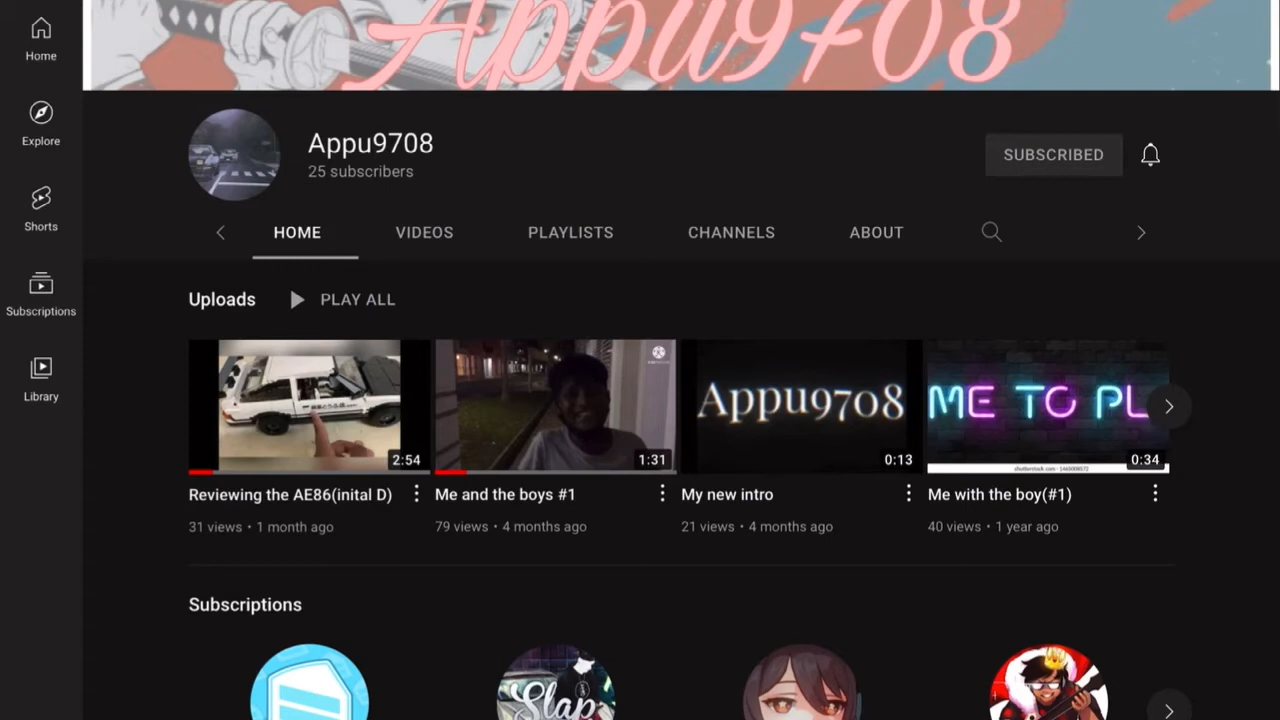 Appu9708
Home
Explore
Shorts
Subscriptions
Library
Appu9708
25 subscribers
SUBSCRIBED
HOME VIDEOS PLAYLISTS CHANNELS ABOUT
Uploads PLAY ALL
2:54
1:31
Appu9708
0:13
ME TO PL
shutterstock.com · 1460008572
0:34
Reviewing the AE86(inital D)
31 views • 1 month ago
Me and the boys #1
79 views • 4 months ago
My new intro
21 views • 4 months ago
Me with the boy(#1)
40 views • 1 year ago
Subscriptions
Slap